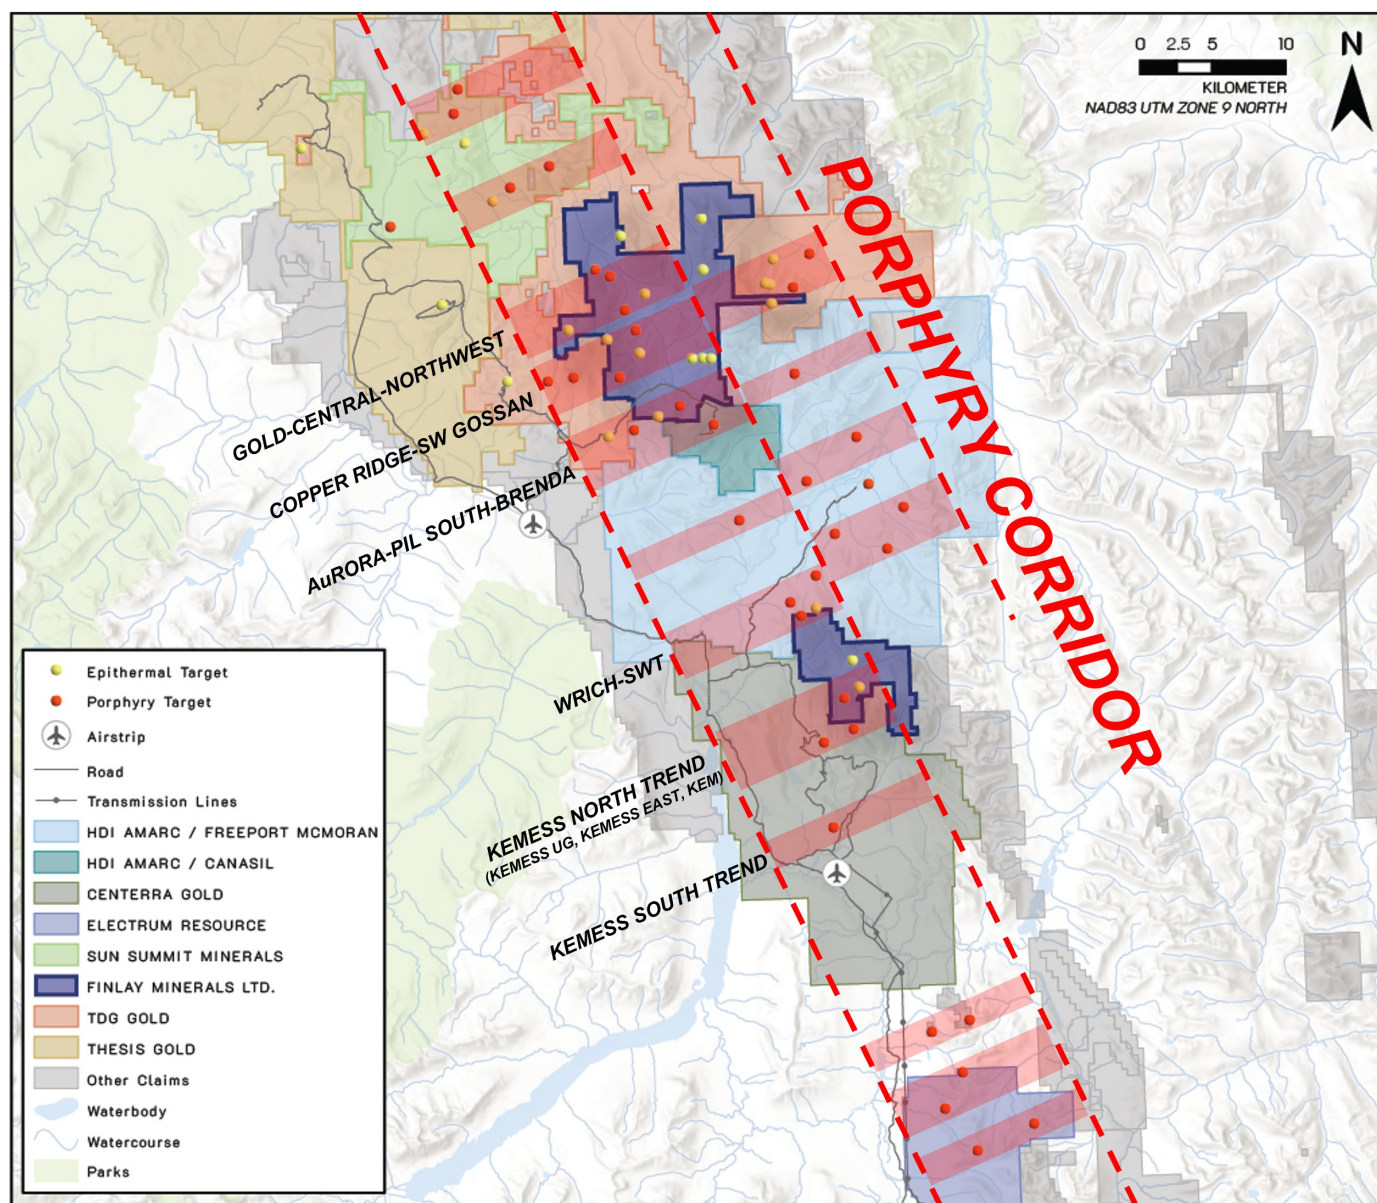 0 2.5 5 10
KILOMETER
NAD83 UTM ZONE 9 NORTH
N
PORPHYRY CORRIDOR
GOLD-CENTRAL-NORTHWEST
COPPER RIDGE-SW GOSSAN
AuRORA-PIL SOUTH-BRENDA
WRICH-SWT
KEMESS NORTH TREND
(KEMESS UG, KEMESS EAST, KEM)
KEMESS SOUTH TREND
Epithermal Target
Porphyry Target
Airstrip
Road
Transmission Lines
HDI AMARC / FREEPORT MCMORAN
HDI AMARC / CANASIL
CENTERRA GOLD
ELECTRUM RESOURCE
SUN SUMMIT MINERALS
FINLAY MINERALS LTD.
TDG GOLD
THESIS GOLD
Other Claims
Waterbody
Watercourse
Parks